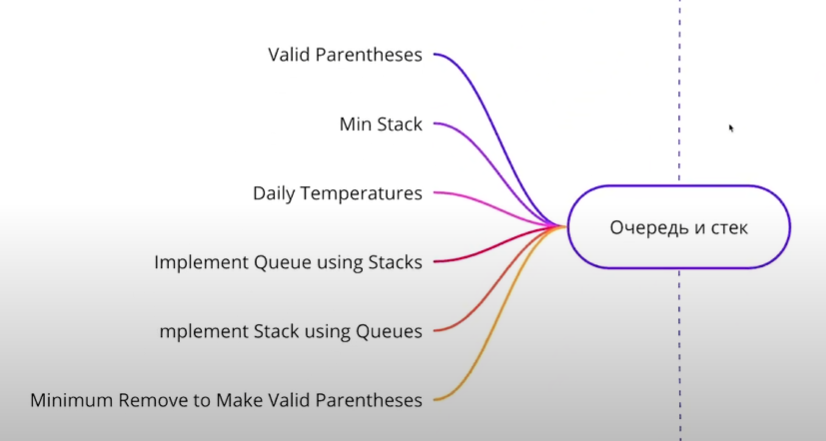 Valid Parentheses
Min Stack
Daily Temperatures
Implement Queue using Stacks
mplement Stack using Queues
Minimum Remove to Make Valid Parentheses
Очередь и стек